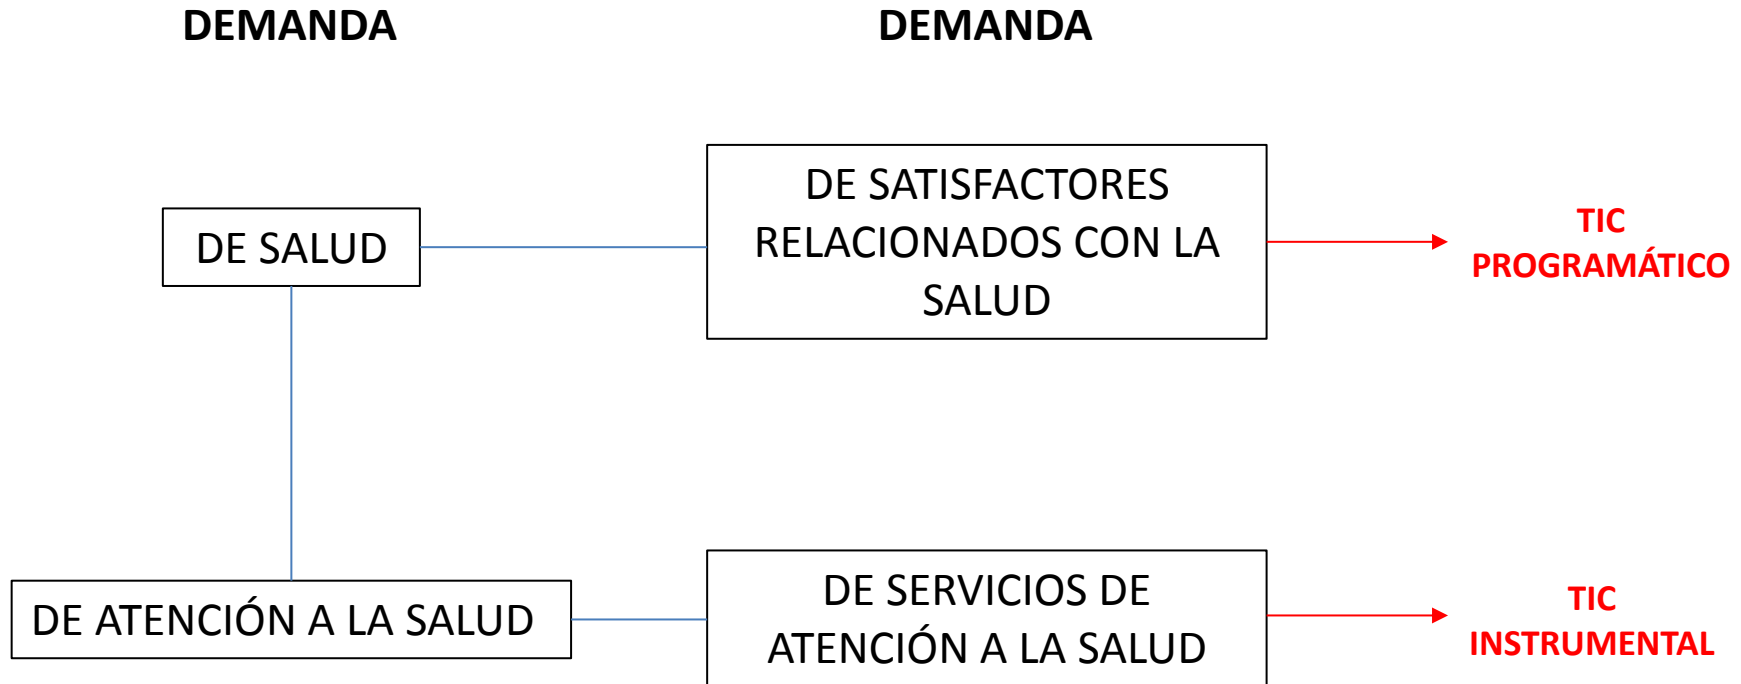 DEMANDA
DEMANDA
DE SALUD
DE SATISFACTORES
RELACIONADOS CON LA
SALUD
TIC
PROGRAMÁTICO
DE ATENCIÓN A LA SALUD
DE SERVICIOS DE
ATENCIÓN A LA SALUD
TIC
INSTRUMENTAL